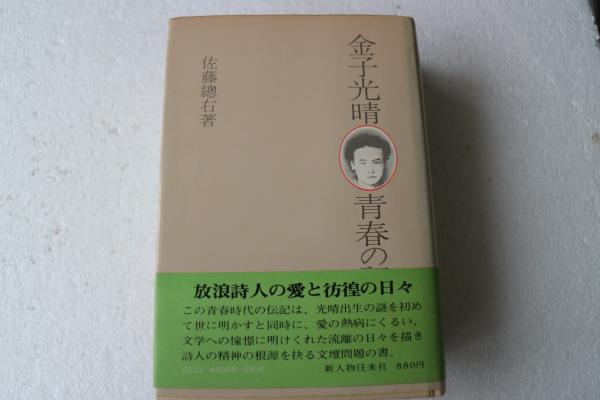 金子光晴
青春の
佐藤總右著
放浪詩人の愛と彷徨の日々
この青春時代の伝記は、光晴出生の謎を初め
て世に明かすと同時に、愛の熱病にくるい、
文学への憧憬に明けくれた流離の日々を描き
詩人の精神の根源を抉る文壇問題の書。
0023-40046-3306
新人物往来社 880円